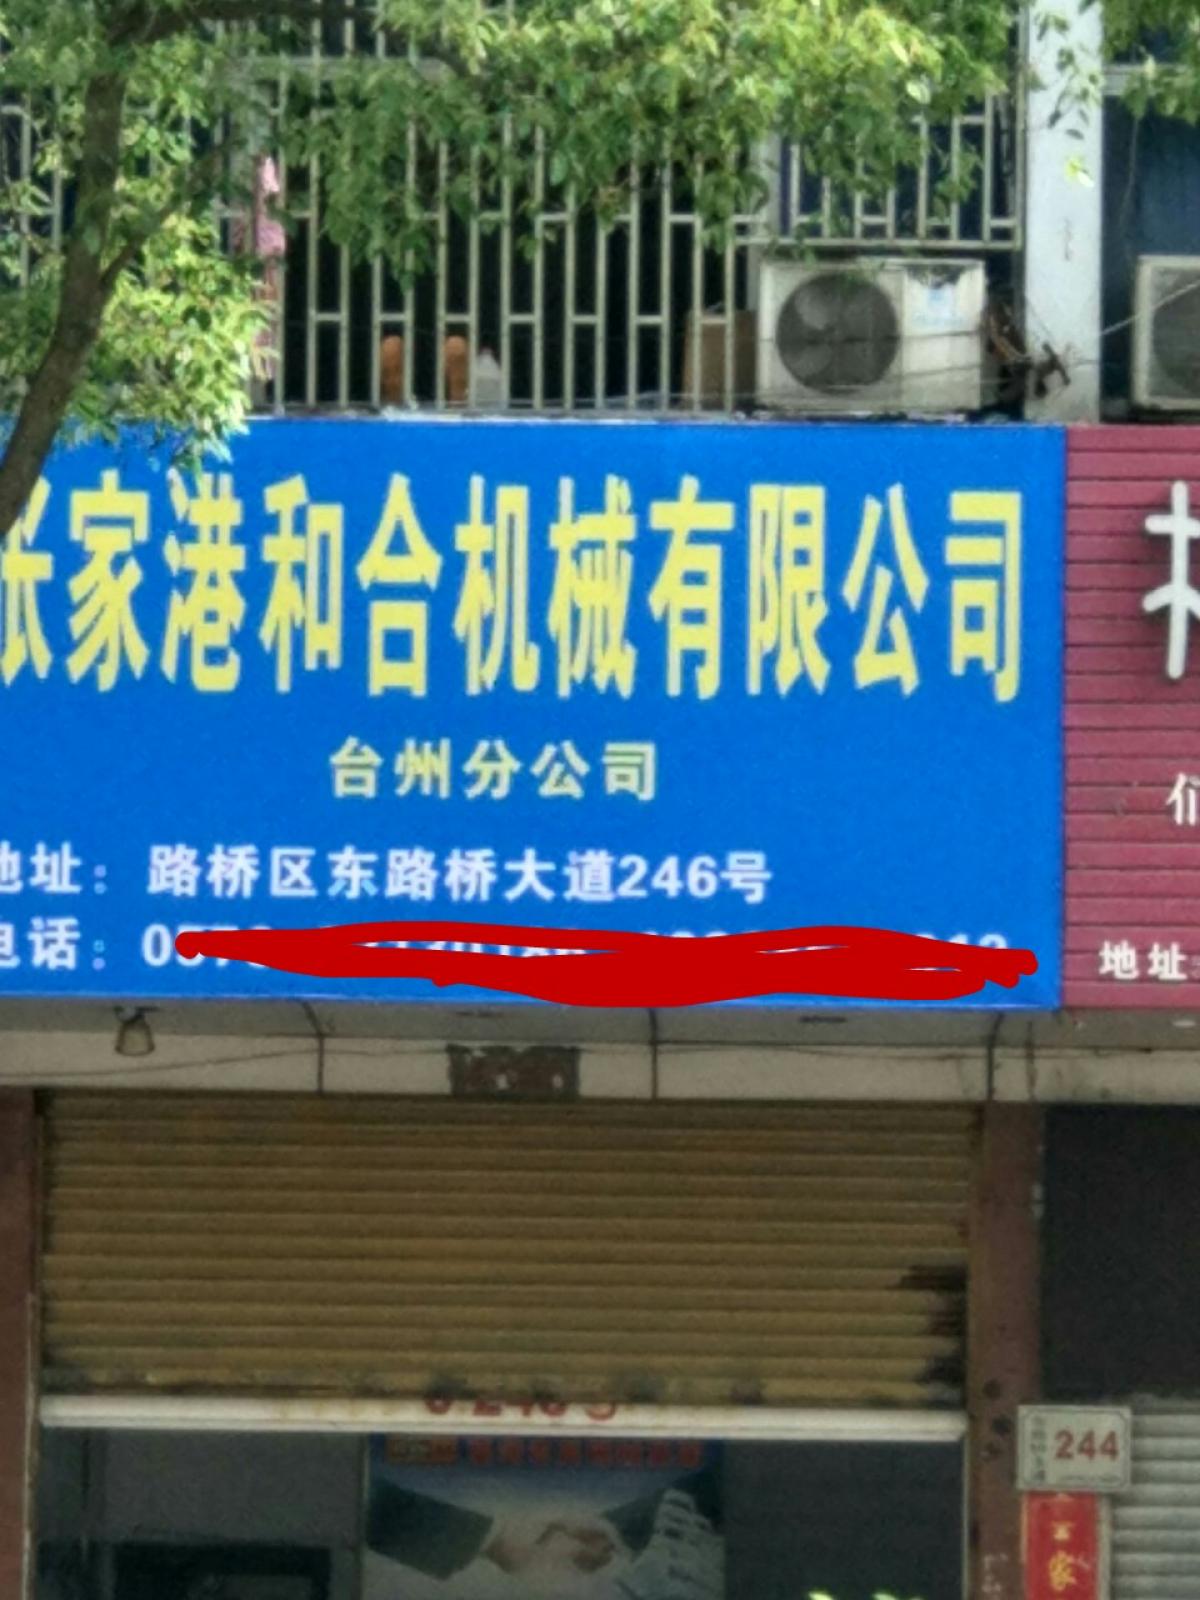 张家港和合机械有限公司
台州分公司
地址：路桥区东路桥大道246号
电话：
地址
244